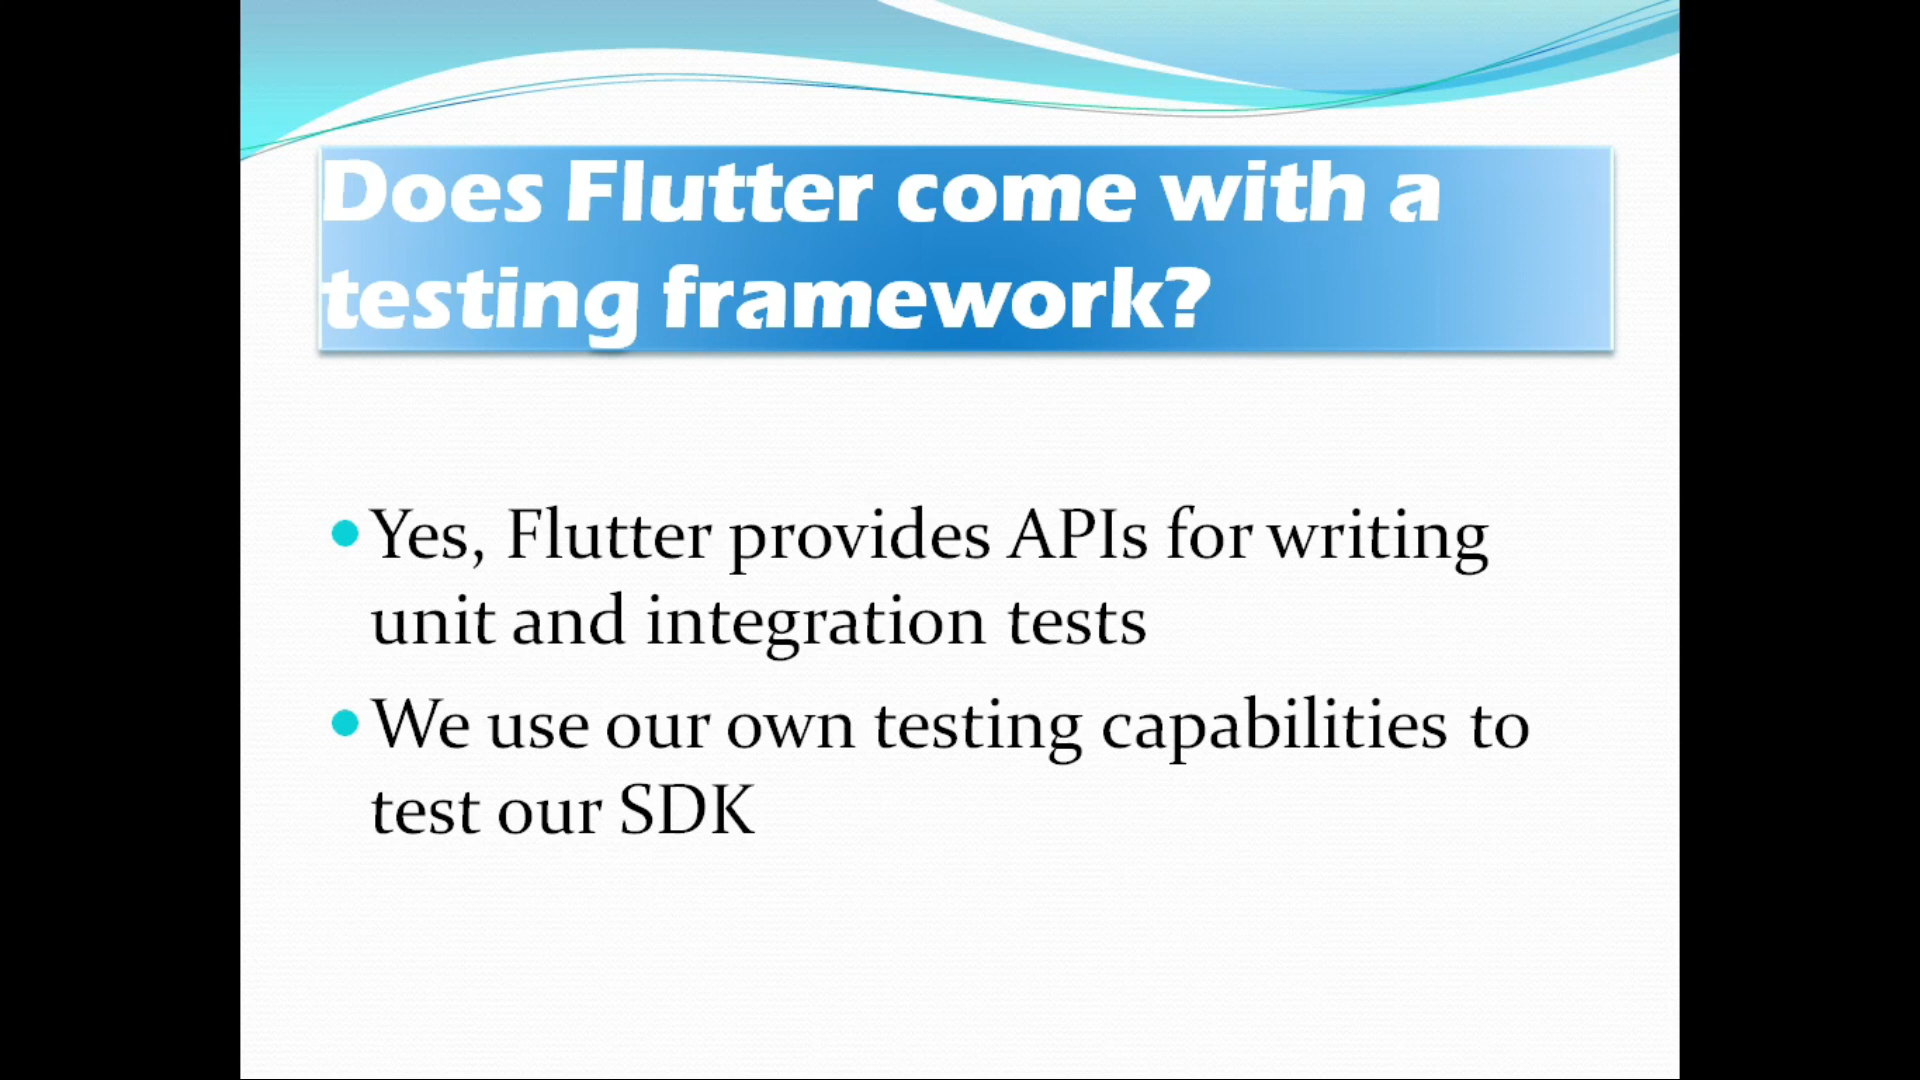 Does Flutter come with a
testing framework?
Yes, Flutter provides APIs for writing
unit and integration tests
We use our own testing capabilities to
test our SDK